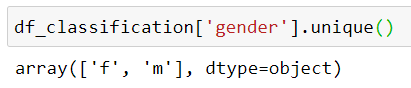 df_classification['gender'].unique()
array(['f', 'm'], dtype=object)